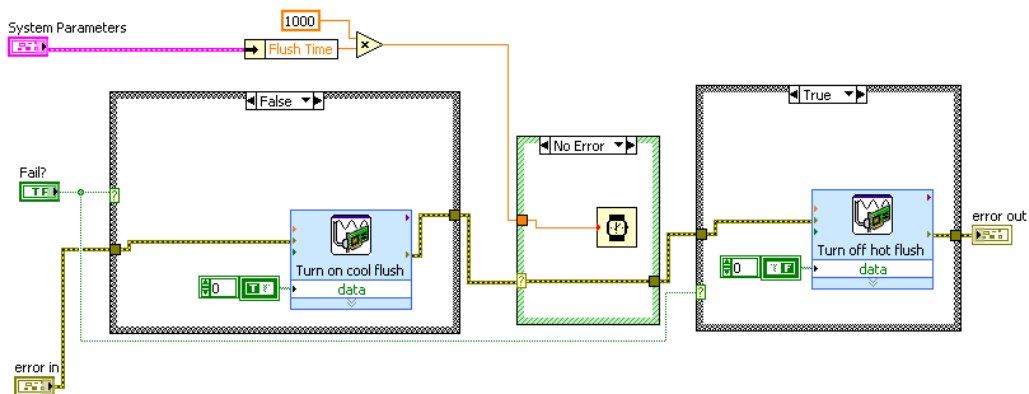 1000
System Parameters
Flush Time
×
False
True
No Error
Fail?
TF
?
?
error out
Turn on cool flush
Turn off hot flush
0
T
data
0
F
data
?
error in